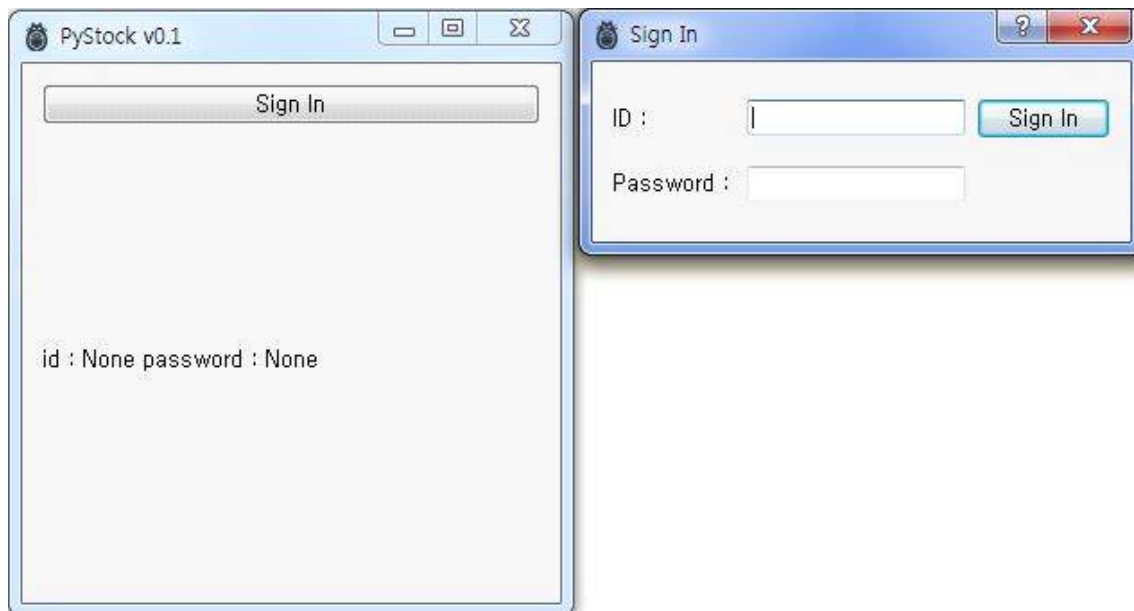 PyStock v0.1
Sign In
id : None password : None
Sign In
ID :
Sign In
Password :